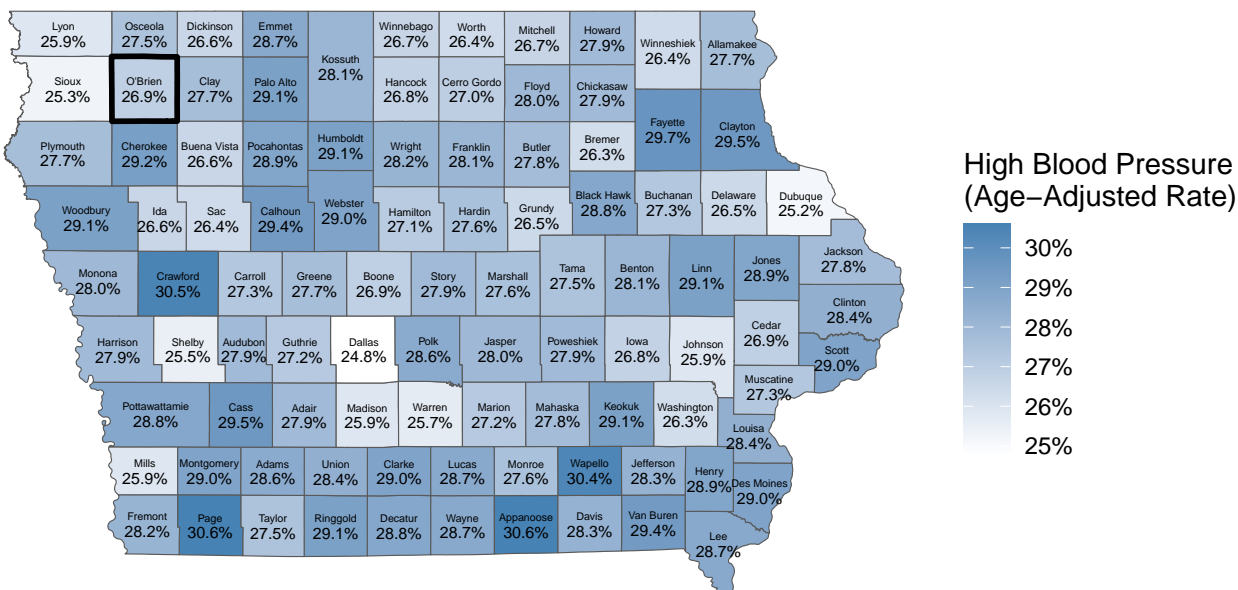 Lyon
25.9%
Osceola
27.5%
Dickinson
26.6%
Emmet
28.7%
Kossuth
28.1%
Winnebago
26.7%
Worth
26.4%
Mitchell
26.7%
Howard
27.9%
Winneshiek
26.4%
Allamakee
27.7%
Sioux
25.3%
O'Brien
26.9%
Clay
27.7%
Palo Alto
29.1%
Hancock
26.8%
Cerro Gordo
27.0%
Floyd
28.0%
Chickasaw
27.9%
Fayette
29.7%
Clayton
29.5%
Plymouth
27.7%
Cherokee
29.2%
Buena Vista
26.6%
Pocahontas
28.9%
Humboldt
29.1%
Wright
28.2%
Franklin
28.1%
Butler
27.8%
Bremer
26.3%
Woodbury
29.1%
Ida
26.6%
Sac
26.4%
Calhoun
29.4%
Webster
29.0%
Hamilton
27.1%
Hardin
27.6%
Grundy
26.5%
Black Hawk
28.8%
Buchanan
27.3%
Delaware
26.5%
Dubuque
25.2%
Monona
28.0%
Crawford
30.5%
Carroll
27.3%
Greene
27.7%
Boone
26.9%
Story
27.9%
Marshall
27.6%
Tama
27.5%
Benton
28.1%
Linn
29.1%
Jones
28.9%
Jackson
27.8%
Clinton
28.4%
Harrison
27.9%
Shelby
25.5%
Audubon
27.9%
Guthrie
27.2%
Dallas
24.8%
Polk
28.6%
Jasper
28.0%
Poweshiek
27.9%
Iowa
26.8%
Johnson
25.9%
Cedar
26.9%
Scott
29.0%
Muscatine
27.3%
Pottawattamie
28.8%
Cass
29.5%
Adair
27.9%
Madison
25.9%
Warren
25.7%
Marion
27.2%
Mahaska
27.8%
Keokuk
29.1%
Washington
26.3%
Louisa
28.4%
Mills
25.9%
Montgomery
29.0%
Adams
28.6%
Union
28.4%
Clarke
29.0%
Lucas
28.7%
Monroe
27.6%
Wapello
30.4%
Jefferson
28.3%
Henry
28.9%
Des Moines
29.0%
Fremont
28.2%
Page
30.6%
Taylor
27.5%
Ringgold
29.1%
Decatur
28.8%
Wayne
28.7%
Appanoose
30.6%
Davis
28.3%
Van Buren
29.4%
Lee
28.7%
High Blood Pressure
(Age−Adjusted Rate)
30%
29%
28%
27%
26%
25%